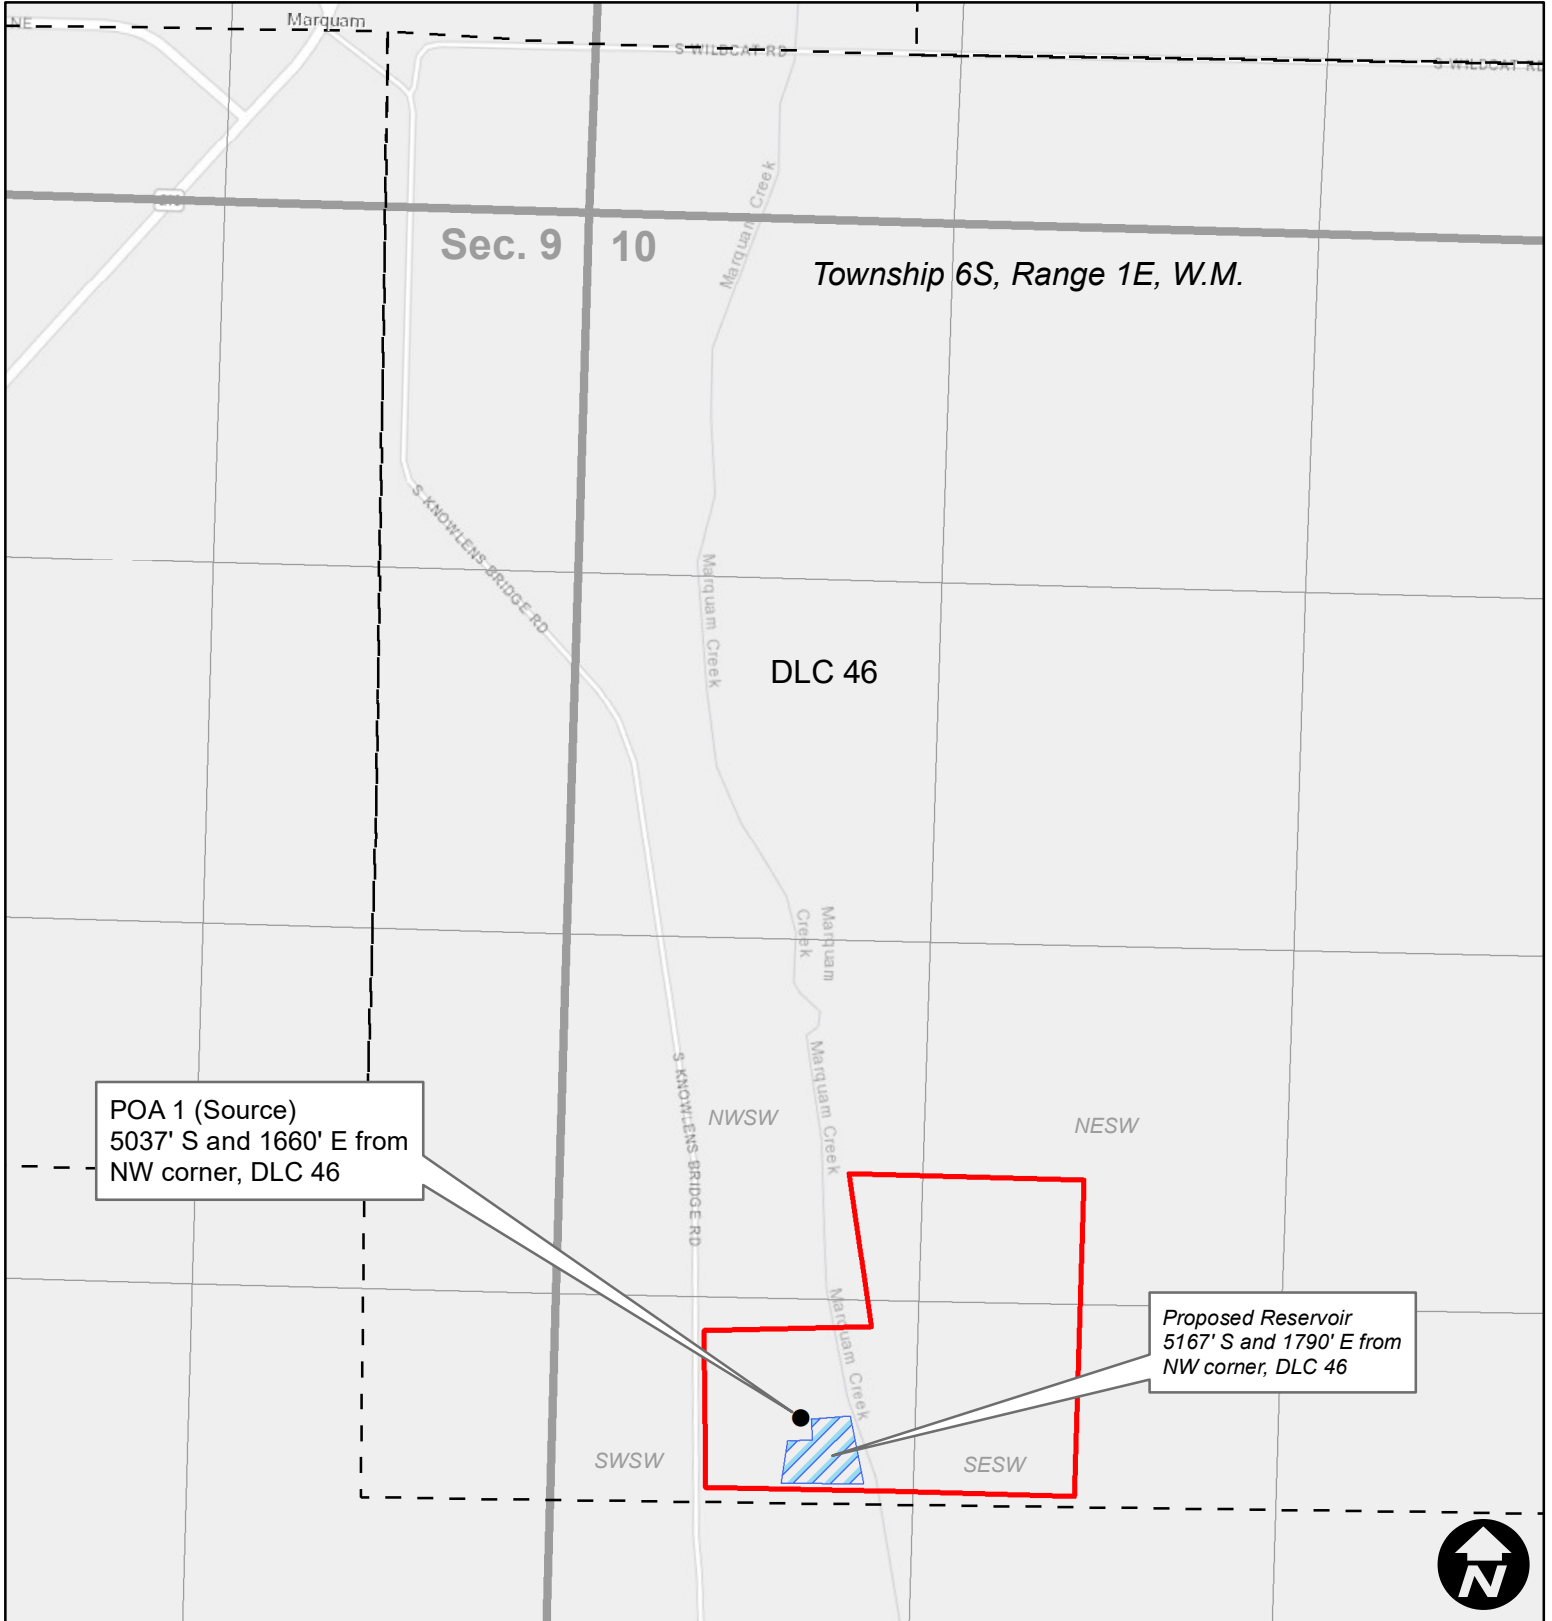 NE
Marquam
S WILDCAT RD
S WILDCAT RD
Marquam Creek
Sec. 9
10
Township 6S, Range 1E, W.M.
S KNOWLENS BRIDGE RD
Marquam Creek
DLC 46
Marquam
Creek
Marquam Creek
S KNOWLENS BRIDGE RD
NWSW
NESW
POA 1 (Source)
5037' S and 1660' E from
NW corner, DLC 46
Marquam Creek
Proposed Reservoir
5167' S and 1790' E from
NW corner, DLC 46
SWSW
SESW
N